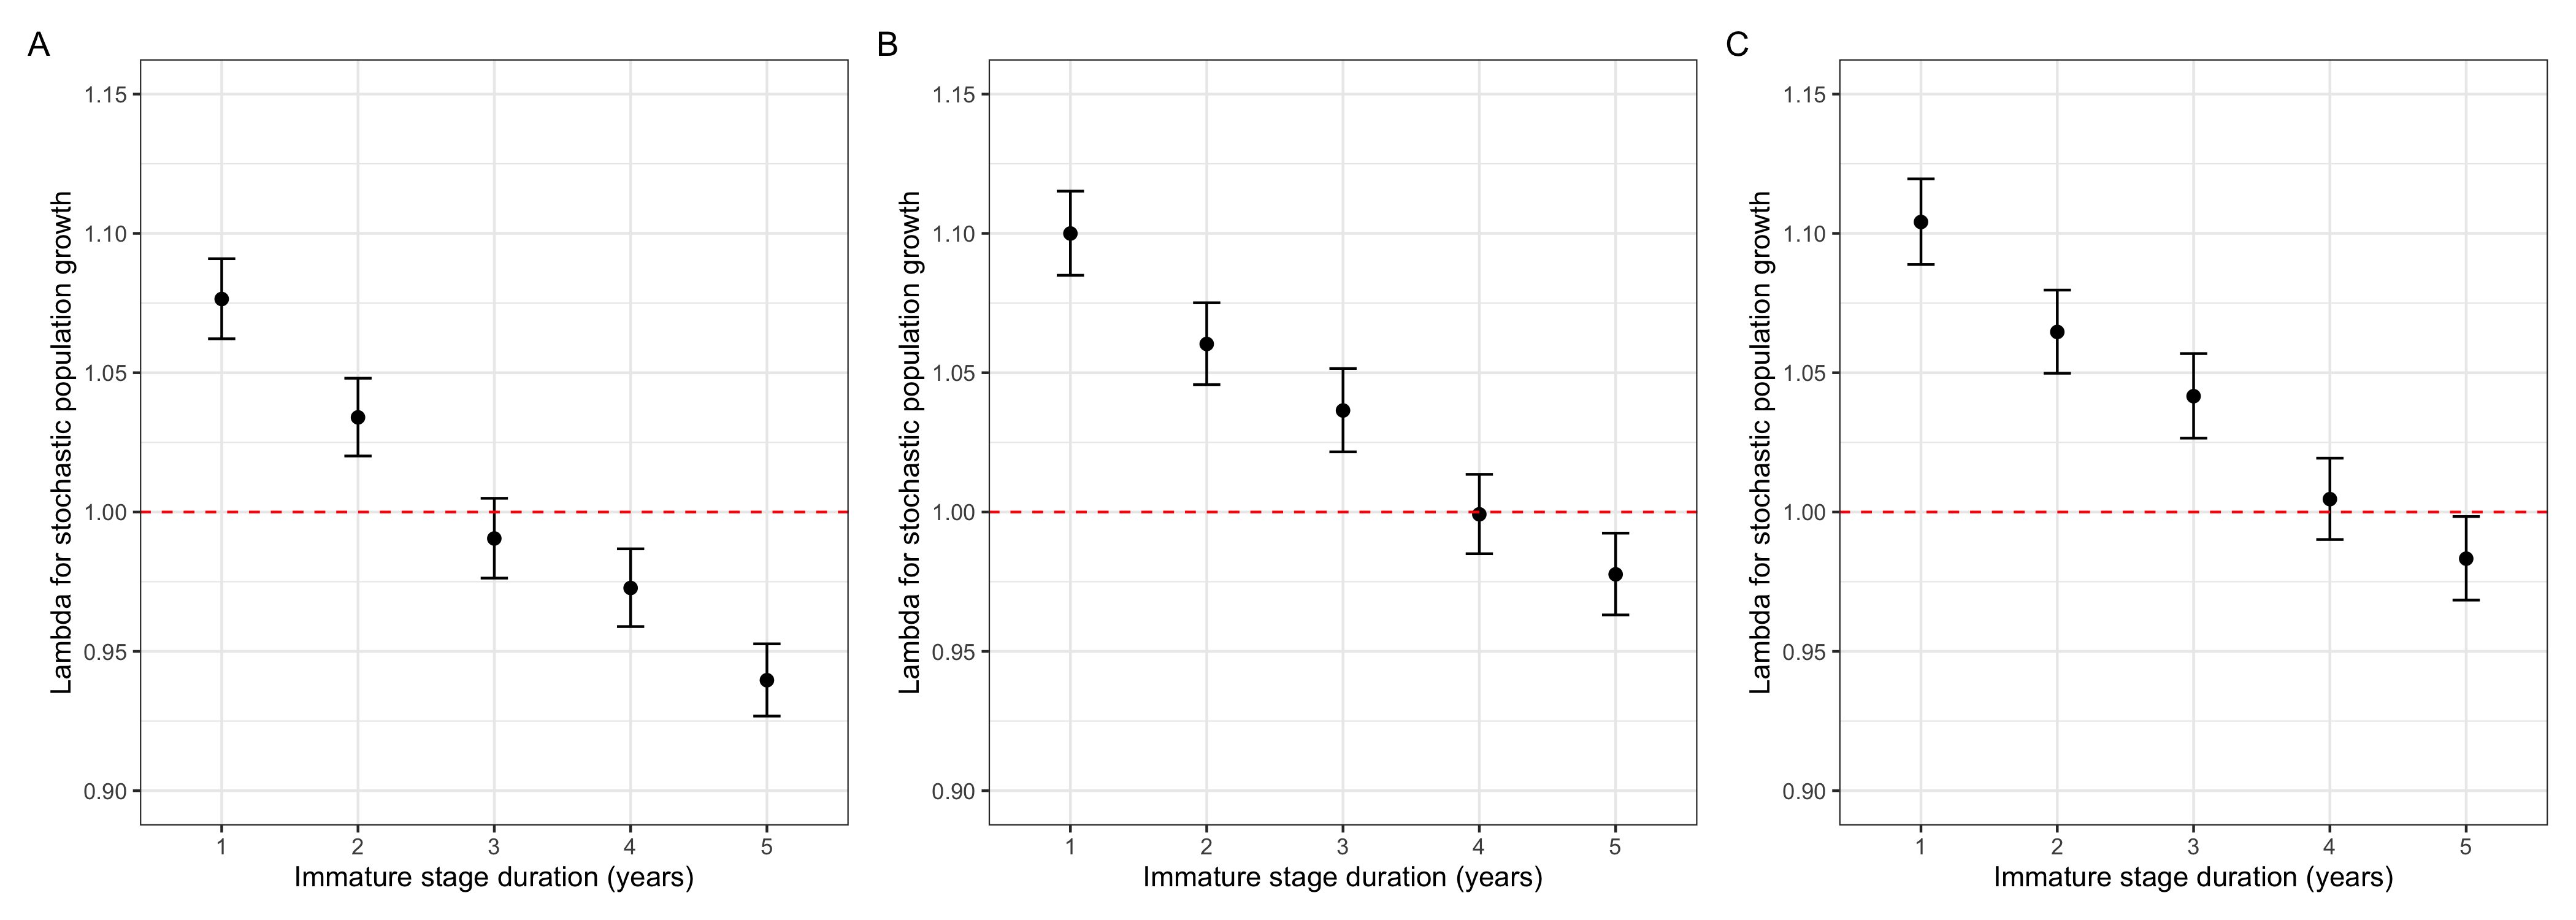 A
Lambda for stochastic population growth
1.15
1.10
1.05
1.00
0.95
0.90
1 2 3 4 5
Immature stage duration (years)
B
Lambda for stochastic population growth
1.15
1.10
1.05
1.00
0.95
0.90
1 2 3 4 5
Immature stage duration (years)
C
Lambda for stochastic population growth
1.15
1.10
1.05
1.00
0.95
0.90
1 2 3 4 5
Immature stage duration (years)